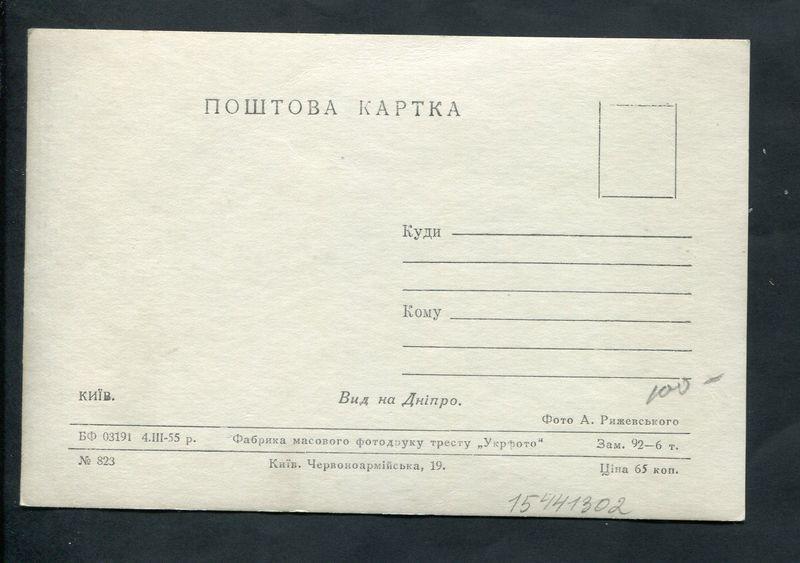 ПОШТОВА КАРТКА
Куди
Кому
КИЇВ. Вид на Дніпро.
100 –
Фото А. Рижевського
БФ 03191 4.III-55 р. Фабрика масового фотодруку тресту „Укрфото“ Зам. 92—6 т.
№ 823 Київ. Червоноармійська, 19. Ціна 65 коп.
15441302